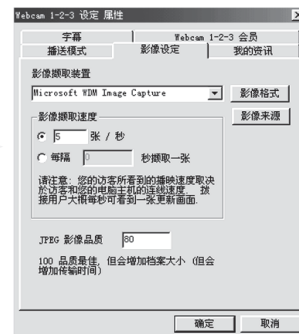 Webcam 1-2-3 设定 属性
字幕
Webcam 1-2-3 会员
播送模式
影像设定
我的资讯
影像撷取装置
Microsoft WDM Image Capture
影像格式
影像来源
影像撷取速度
5 张 / 秒
每隔 0 秒撷取一张
请注意: 您的访客所看到的播映速度取决
於访客和您的电脑主机的连线速度. 拨
接用户大概每秒可看到一张更新画面.
JPEG 影像品质 80
100 品质最佳, 但会增加档案大小 (但会
增加传输时间)
确定
取消